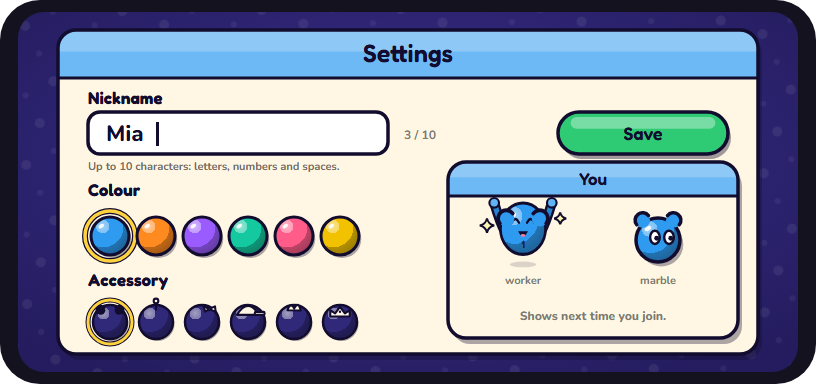 Settings
Nickname
Mia
3 / 10
Save
Up to 10 characters: letters, numbers and spaces.
You
Colour
worker
marble
Accessory
Shows next time you join.